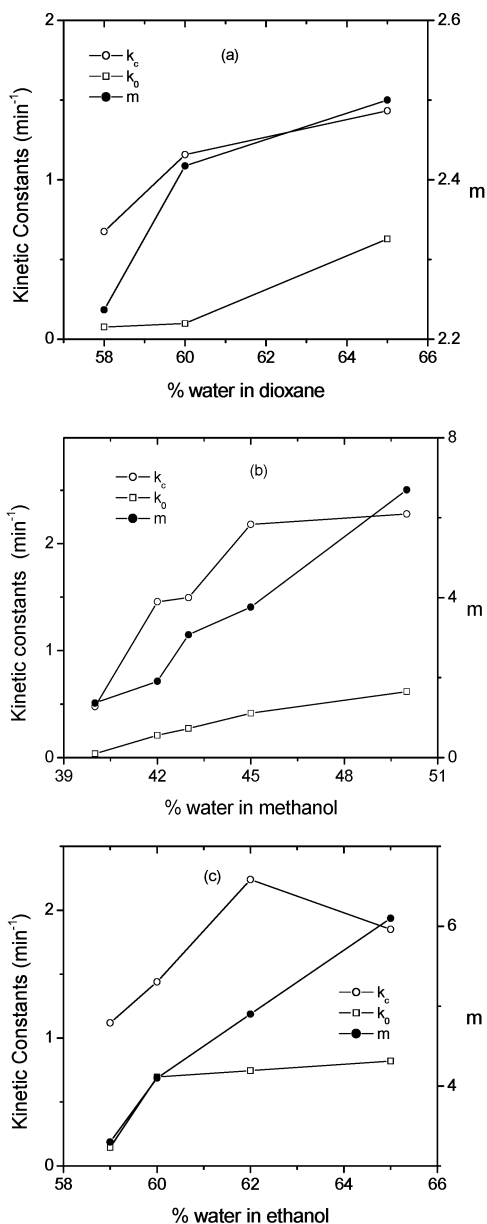 2
2.6
(a)
k_c
k_0
m
Kinetic Constants (min⁻¹)
1
2.4
m
0
2.2
58 60 62 64 66
% water in dioxane
8
(b)
k_c
k_0
m
2
Kinetic constants (min⁻¹)
4
m
1
0
0
39 42 45 48 51
% water in methanol
(c)
2
6
Kinetic Constants (min⁻¹)
k_c
k_0
m
m
1
4
0
58 60 62 64 66
% water in ethanol